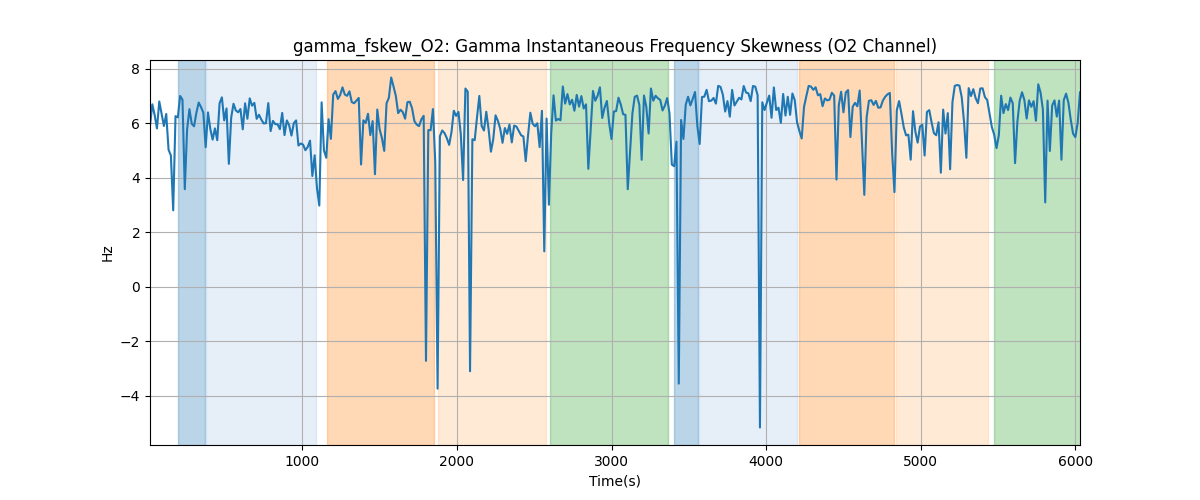 gamma_fskew_O2: Gamma Instantaneous Frequency Skewness (O2 Channel)
8
6
4
2
0
−2
−4
Hz
1000 2000 3000 4000 5000 6000
Time(s)